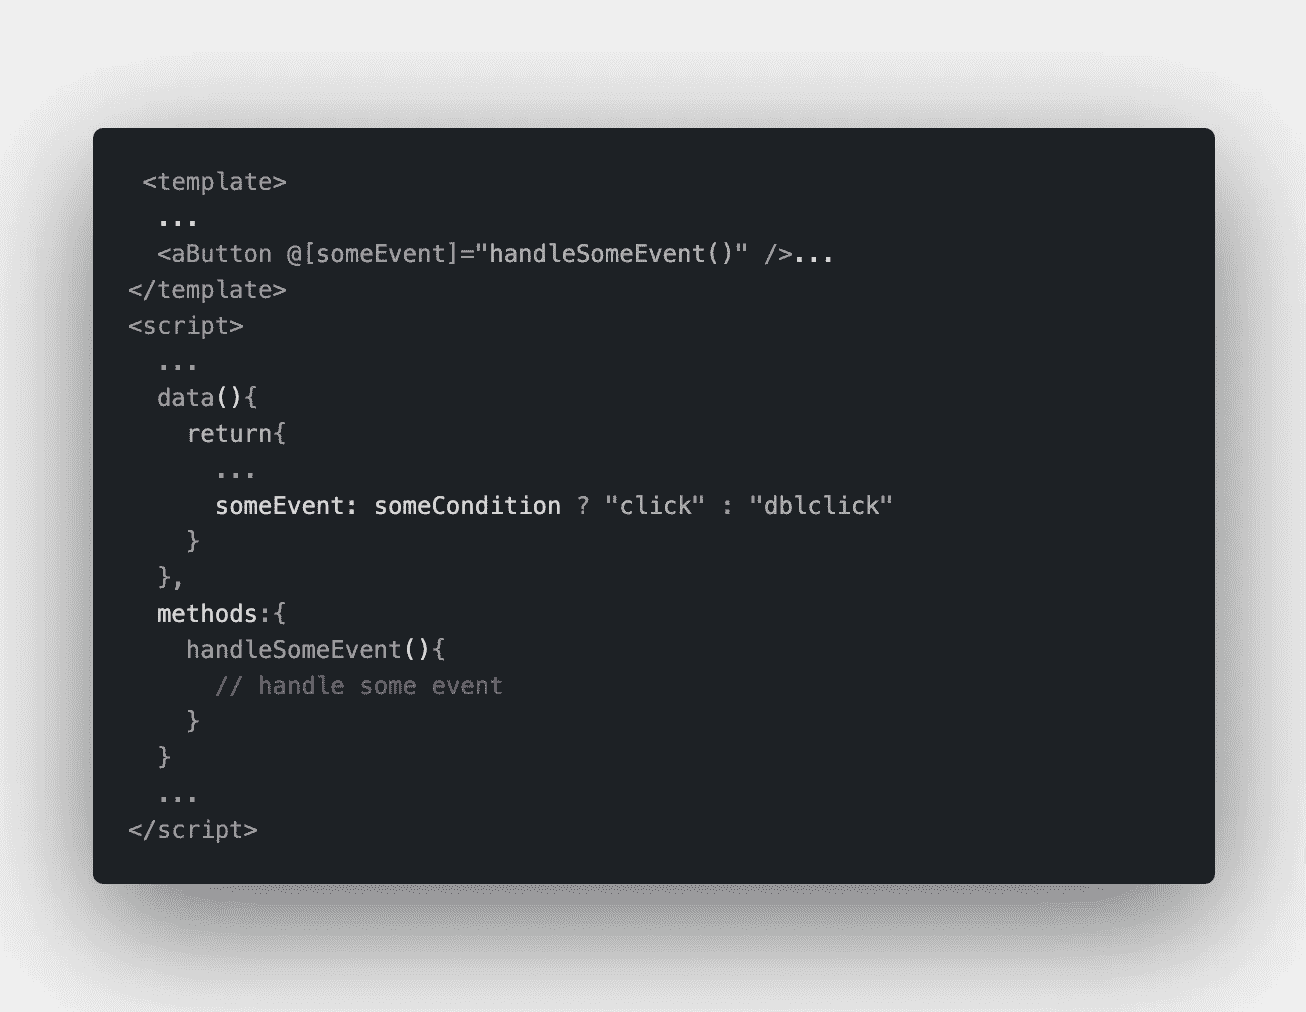 <template>
...
<aButton @[someEvent]="handleSomeEvent()" />...
</template>
<script>
...
data(){
return{
...
someEvent: someCondition ? "click" : "dblclick"
}
},
methods:{
handleSomeEvent(){
// handle some event
}
}
...
</script>